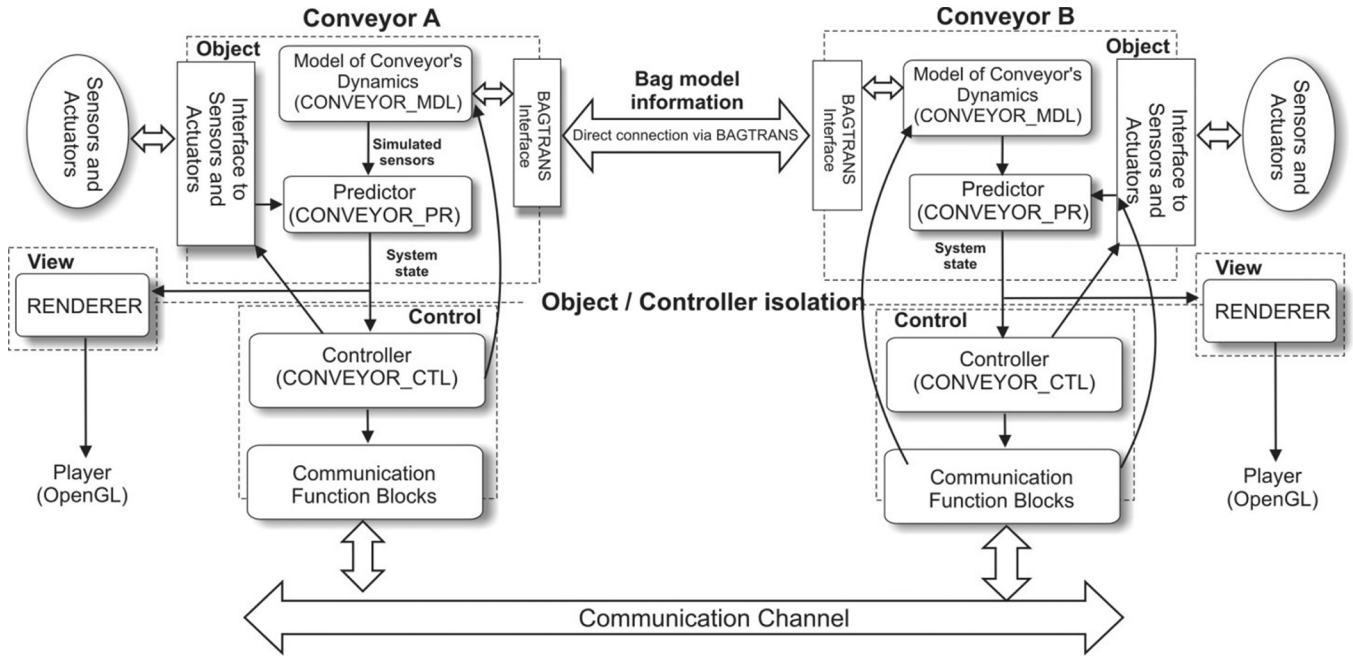 Conveyor A
Object
Model of Conveyor's
Dynamics
(CONVEYOR_MDL)
Sensors and
Actuators
Interface to
Sensors and
Actuators
BAGTRANS
Interface
Simulated
sensors
Predictor
(CONVEYOR_PR)
System
state
View
RENDERER
Player
(OpenGL)
Control
Controller
(CONVEYOR_CTL)
Communication
Function Blocks
Bag model
information
Direct connection via BAGTRANS
Object / Controller isolation
Conveyor B
Object
BAGTRANS
Interface
Model of Conveyor's
Dynamics
(CONVEYOR_MDL)
Interface to
Sensors and
Actuators
Sensors and
Actuators
Predictor
(CONVEYOR_PR)
System
state
View
RENDERER
Player
(OpenGL)
Control
Controller
(CONVEYOR_CTL)
Communication
Function Blocks
Communication Channel